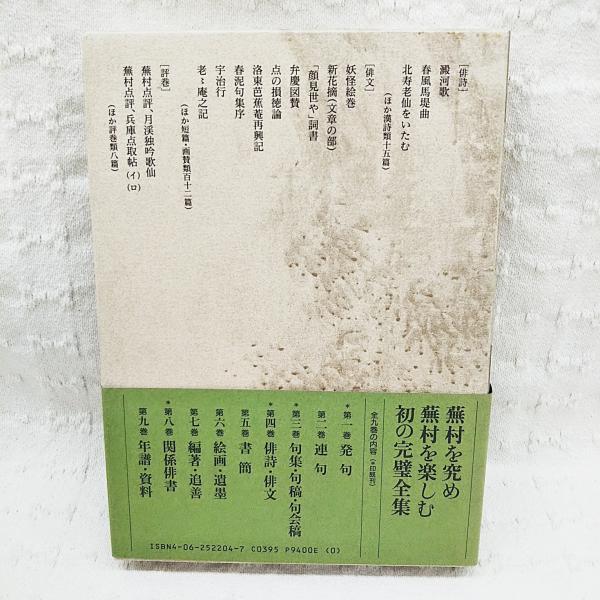 ［俳詩］
澱河歌
春風馬堤曲
北寿老仙をいたむ
（ほか漢詩類十五篇）
［俳文］
妖怪絵巻
新花摘（文章の部）
「顔見世や」詞書
弁慶図賛
点の損徳論
洛東芭蕉菴再興記
春泥句集序
宇治行
老〻庵之記
（ほか短篇・画賛類百十二篇）
［評巻］
蕪村点評、月渓独吟歌仙
蕪村点評、兵庫点取帖（イ）（ロ）
（ほか評巻類八篇）
蕪村を究め
蕪村を楽しむ
初の完璧全集
全九巻の内容（＊印既刊）
＊第一巻 発句
第二巻 連句
＊第三巻 句集・句稿・句会稿
＊第四巻 俳詩・俳文
第五巻 書簡
第六巻 絵画・遺墨
第七巻 編著・追善
＊第八巻 関係俳書
第九巻 年譜・資料
ISBN4-06-252204-7 C0395 P9400E (0)